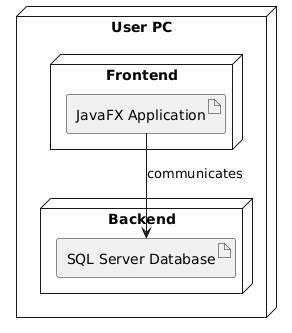 User PC
Frontend
JavaFX Application
communicates
Backend
SQL Server Database